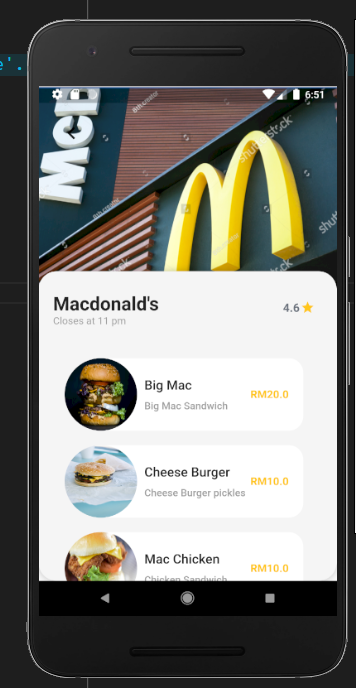 e'.
6:51
McD
shutterstock
Macdonald's
4.6
Closes at 11 pm
Big Mac
RM20.0
Big Mac Sandwich
Cheese Burger
RM10.0
Cheese Burger pickles
Mac Chicken
RM10.0
Chicken Sandwich